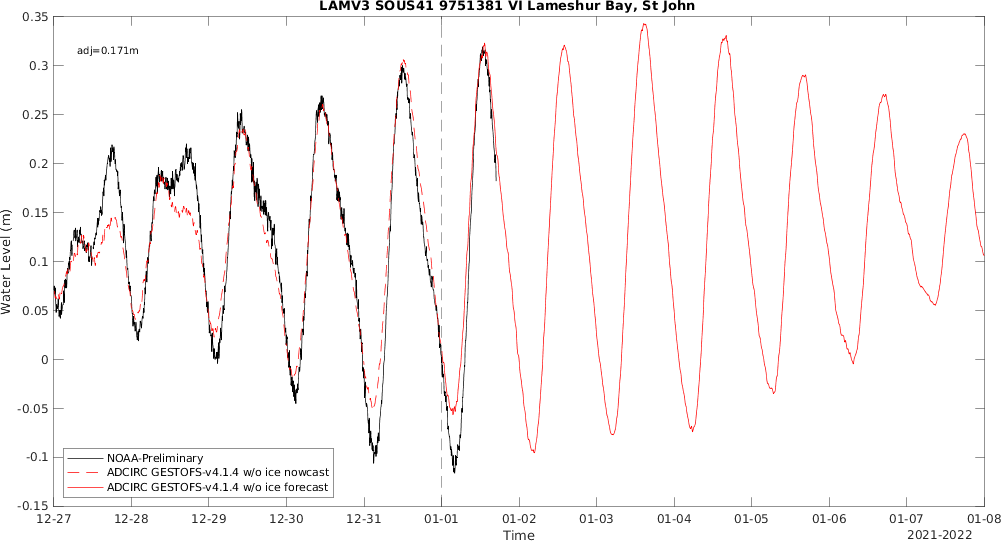 LAMV3 SOUS41 9751381 VI Lameshur Bay, St John
0.35
adj=0.171m
0.3
0.25
0.2
0.15
0.1
0.05
0
-0.05
-0.1
-0.15
Water Level (m)
NOAA-Preliminary
ADCIRC GESTOFS-v4.1.4 w/o ice nowcast
ADCIRC GESTOFS-v4.1.4 w/o ice forecast
12-27 12-28 12-29 12-30 12-31 01-01 01-02 01-03 01-04 01-05 01-06 01-07 01-08
Time
2021-2022